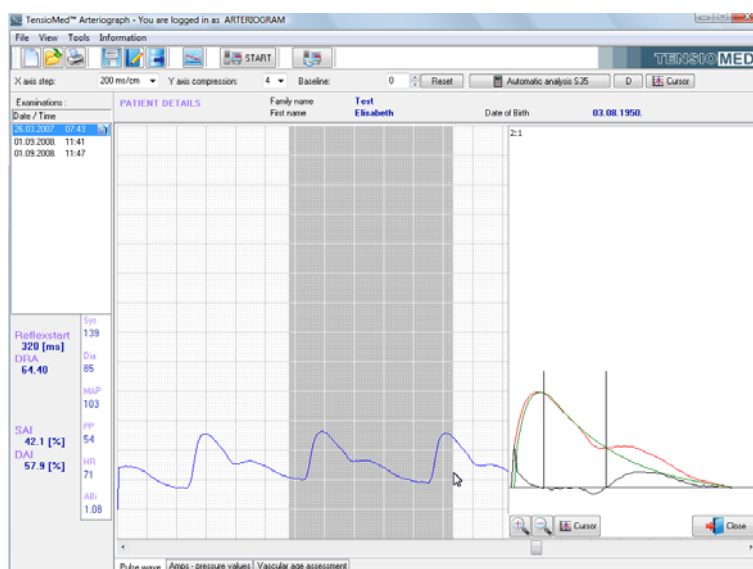 TensioMed™ Arteriograph - You are logged in as ARTERIOGRAM
File View Tools Information
START
TENSIOMED
X axis step: 200 ms/cm Y axis compression: 4 Baseline: 0 Reset Automatic analysis S35 D Cursor
Examinations :
Date / Time
26.03.2007. 07:43
01.09.2008. 11:41
01.09.2008. 11:47
PATIENT DETAILS
Family name Test
First name Elisabeth
Date of Birth 03.08.1950.
2:1
Reflexstart
320 [ms]
DRA
64.40
SAI
42.1 [%]
DAI
57.9 [%]
Sys
139
Dia
85
MAP
103
PP
54
HR
71
ABI
1.08
Cursor Close
Pulse wave Amps - pressure values Vascular age assessment